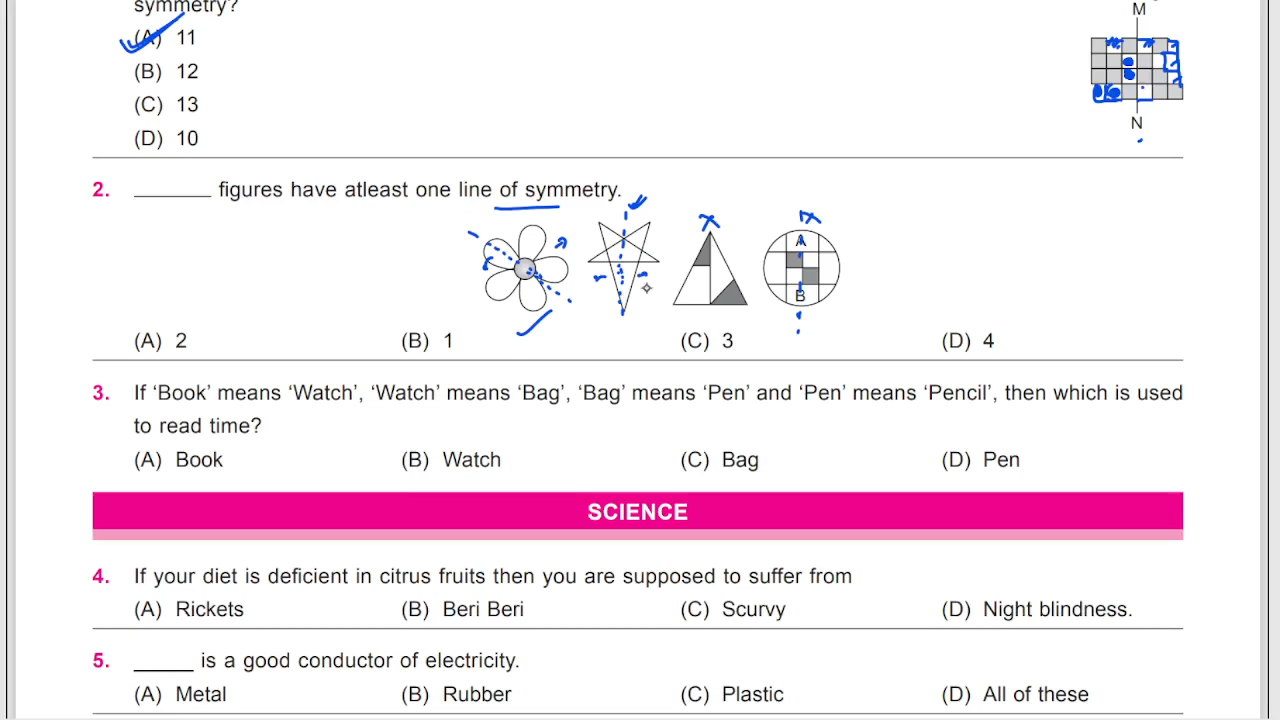 symmetry?
(A) 11
(B) 12
(C) 13
(D) 10
M
N
2. _______ figures have atleast one line of symmetry.
A
B
(A) 2 (B) 1 (C) 3 (D) 4
3. If ‘Book’ means ‘Watch’, ‘Watch’ means ‘Bag’, ‘Bag’ means ‘Pen’ and ‘Pen’ means ‘Pencil’, then which is used
to read time?
(A) Book (B) Watch (C) Bag (D) Pen
SCIENCE
4. If your diet is deficient in citrus fruits then you are supposed to suffer from
(A) Rickets (B) Beri Beri (C) Scurvy (D) Night blindness.
5. _____ is a good conductor of electricity.
(A) Metal (B) Rubber (C) Plastic (D) All of these